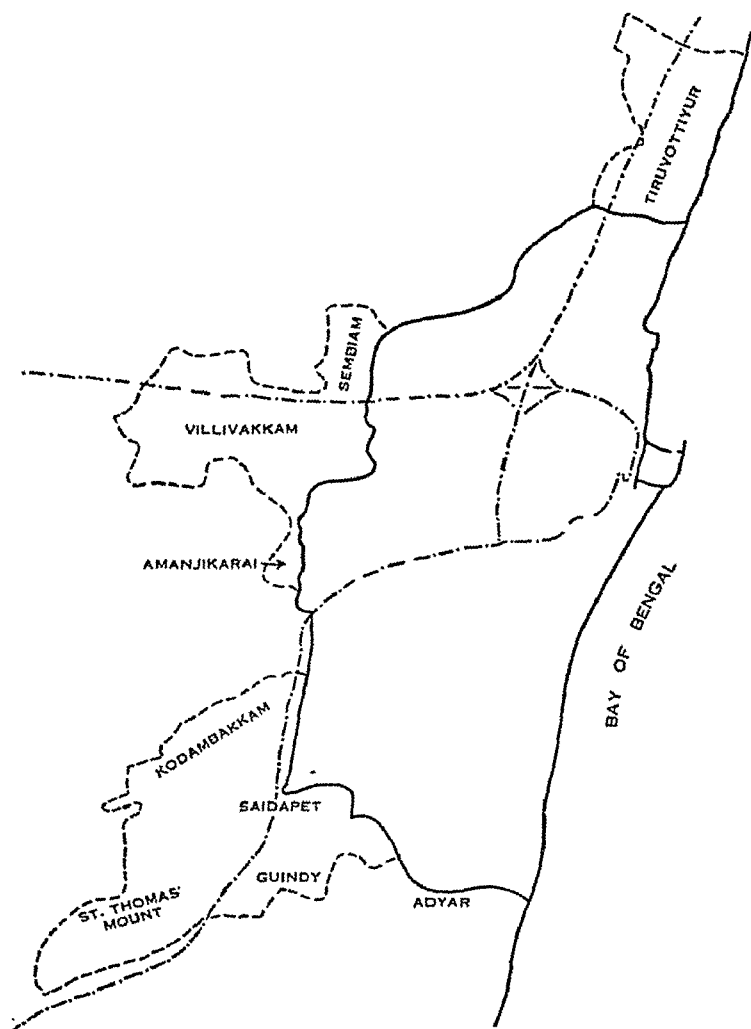 TIRUVOTTIYUR
SEMBIAM
VILLIVAKKAM
AMANJIKARAI
BAY OF BENGAL
KODAMBAKKAM
SAIDAPET
GUINDY
ADYAR
ST. THOMAS'
MOUNT